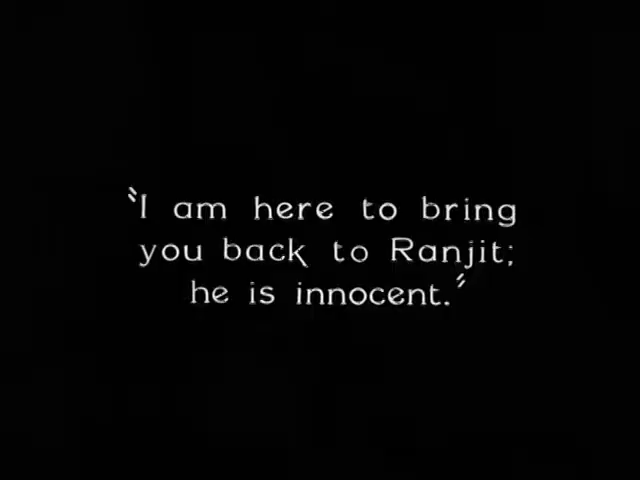 "I am here to bring
you back to Ranjit;
he is innocent."